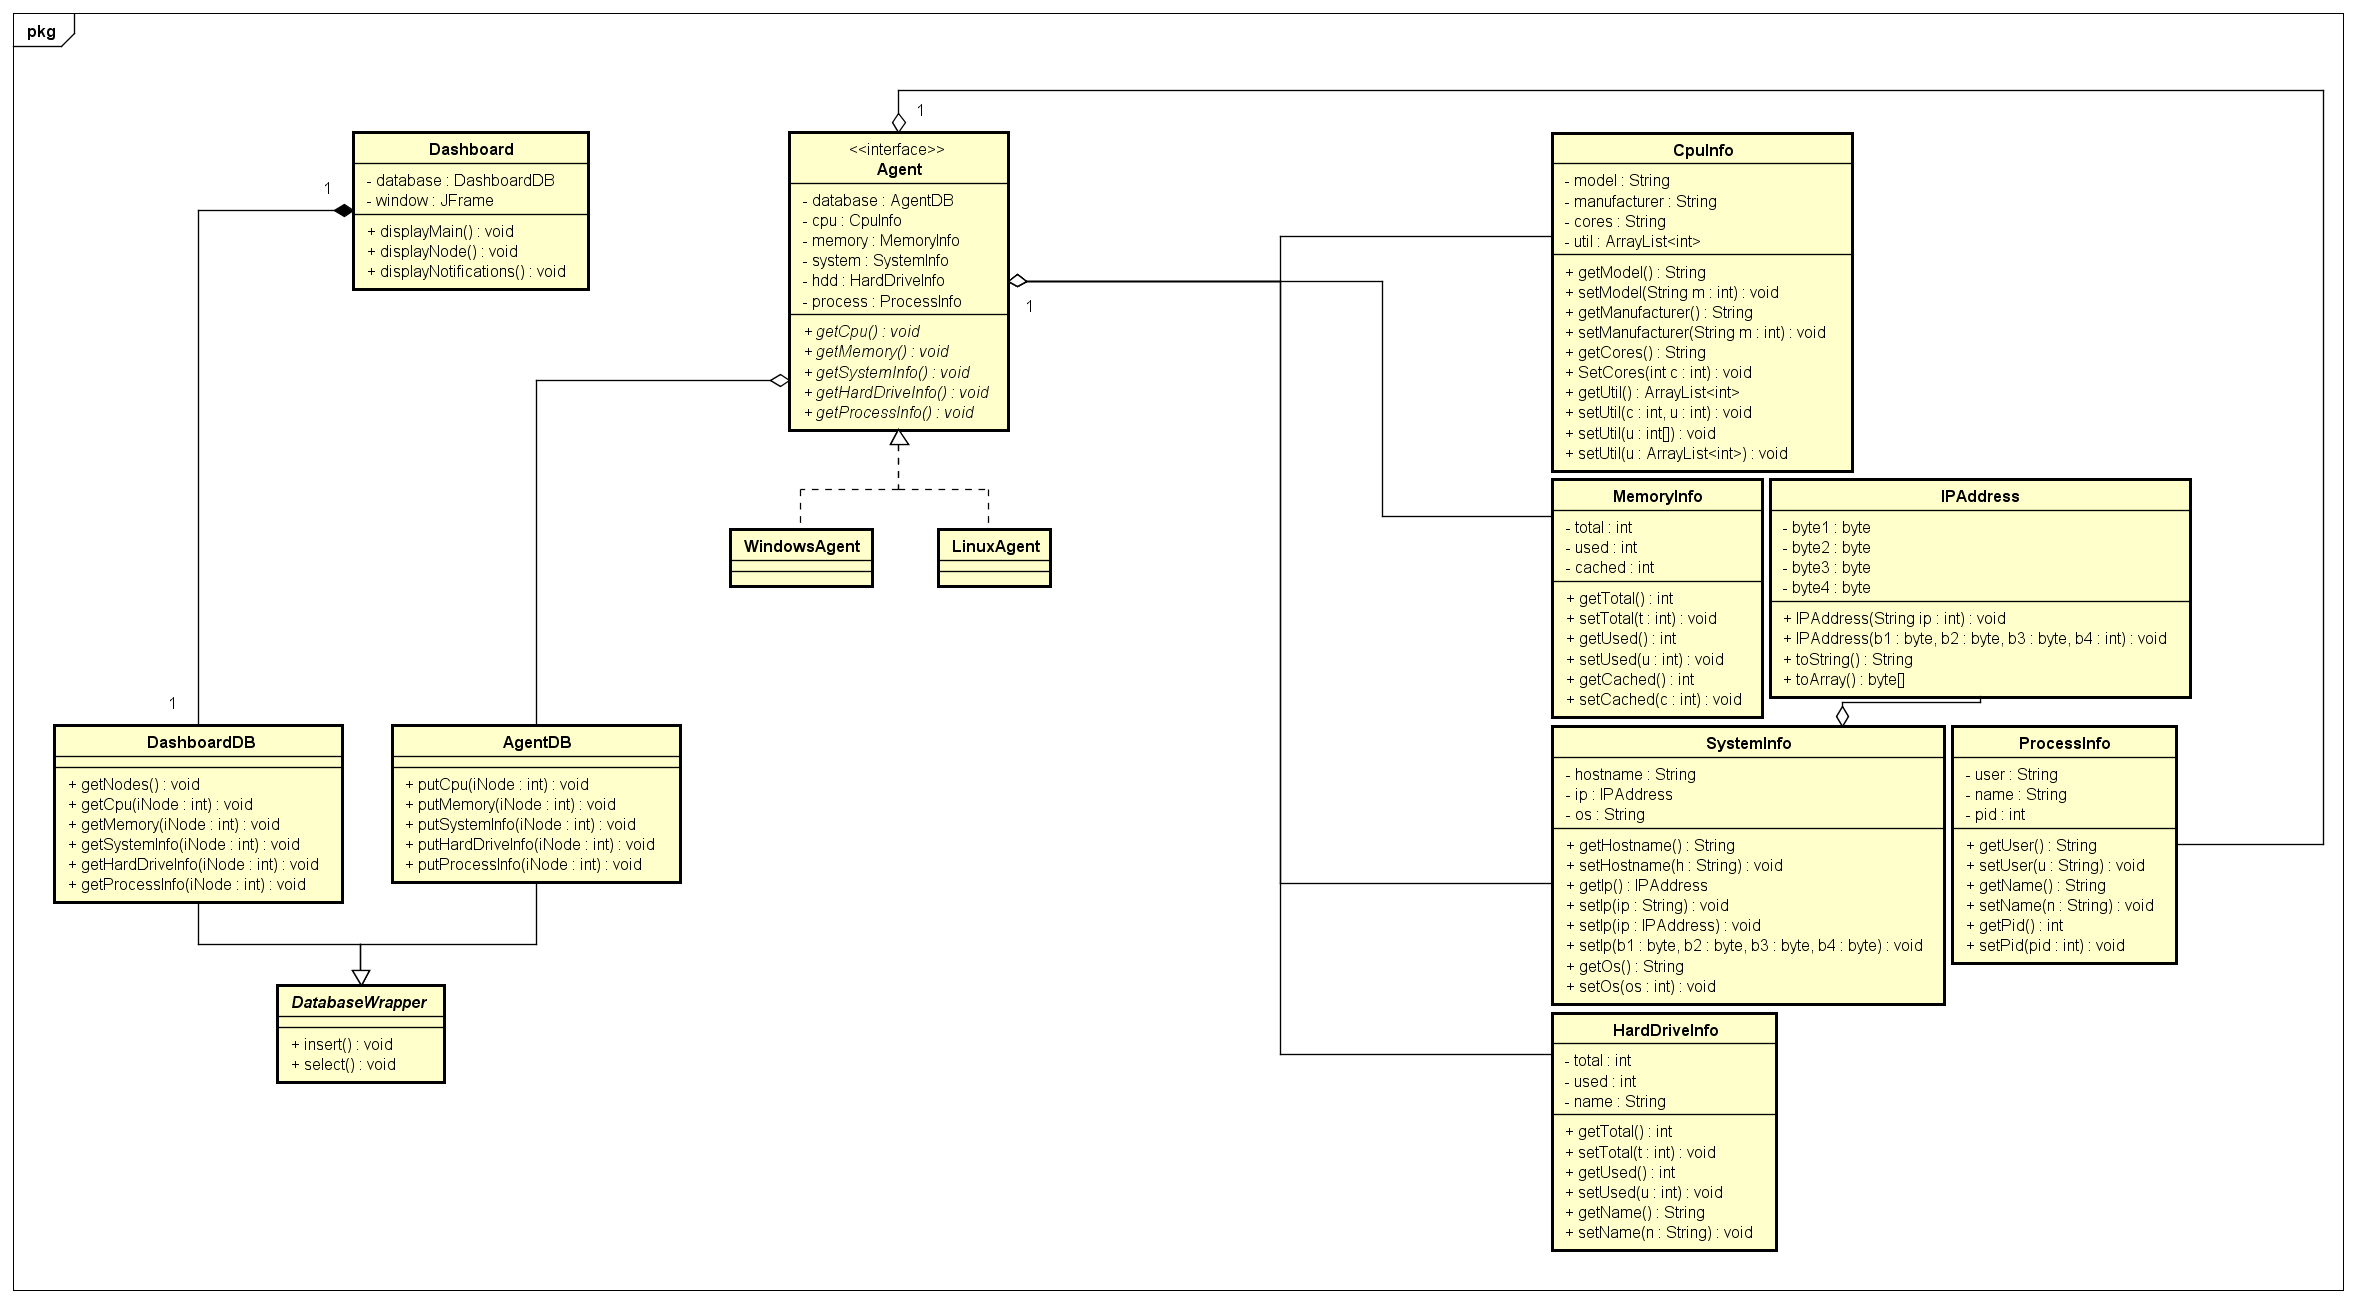 pkg
1
Dashboard
- database : DashboardDB
- window : JFrame
+ displayMain() : void
+ displayNode() : void
+ displayNotifications() : void
1
<<interface>>
Agent
- database : AgentDB
- cpu : CpuInfo
- memory : MemoryInfo
- system : SystemInfo
- hdd : HardDriveInfo
- process : ProcessInfo
+ getCpu() : void
+ getMemory() : void
+ getSystemInfo() : void
+ getHardDriveInfo() : void
+ getProcessInfo() : void
1
CpuInfo
- model : String
- manufacturer : String
- cores : String
- util : ArrayList<int>
+ getModel() : String
+ setModel(String m : int) : void
+ getManufacturer() : String
+ setManufacturer(String m : int) : void
+ getCores() : String
+ SetCores(int c : int) : void
+ getUtil() : ArrayList<int>
+ setUtil(c : int, u : int) : void
+ setUtil(u : int[]) : void
+ setUtil(u : ArrayList<int>) : void
WindowsAgent
LinuxAgent
MemoryInfo
- total : int
- used : int
- cached : int
+ getTotal() : int
+ setTotal(t : int) : void
+ getUsed() : int
+ setUsed(u : int) : void
+ getCached() : int
+ setCached(c : int) : void
IPAddress
- byte1 : byte
- byte2 : byte
- byte3 : byte
- byte4 : byte
+ IPAddress(String ip : int) : void
+ IPAddress(b1 : byte, b2 : byte, b3 : byte, b4 : int) : void
+ toString() : String
+ toArray() : byte[]
1
DashboardDB
+ getNodes() : void
+ getCpu(iNode : int) : void
+ getMemory(iNode : int) : void
+ getSystemInfo(iNode : int) : void
+ getHardDriveInfo(iNode : int) : void
+ getProcessInfo(iNode : int) : void
AgentDB
+ putCpu(iNode : int) : void
+ putMemory(iNode : int) : void
+ putSystemInfo(iNode : int) : void
+ putHardDriveInfo(iNode : int) : void
+ putProcessInfo(iNode : int) : void
SystemInfo
- hostname : String
- ip : IPAddress
- os : String
+ getHostname() : String
+ setHostname(h : String) : void
+ getIp() : IPAddress
+ setIp(ip : String) : void
+ setIp(ip : IPAddress) : void
+ setIp(b1 : byte, b2 : byte, b3 : byte, b4 : byte) : void
+ getOs() : String
+ setOs(os : int) : void
ProcessInfo
- user : String
- name : String
- pid : int
+ getUser() : String
+ setUser(u : String) : void
+ getName() : String
+ setName(n : String) : void
+ getPid() : int
+ setPid(pid : int) : void
DatabaseWrapper
+ insert() : void
+ select() : void
HardDriveInfo
- total : int
- used : int
- name : String
+ getTotal() : int
+ setTotal(t : int) : void
+ getUsed() : int
+ setUsed(u : int) : void
+ getName() : String
+ setName(n : String) : void